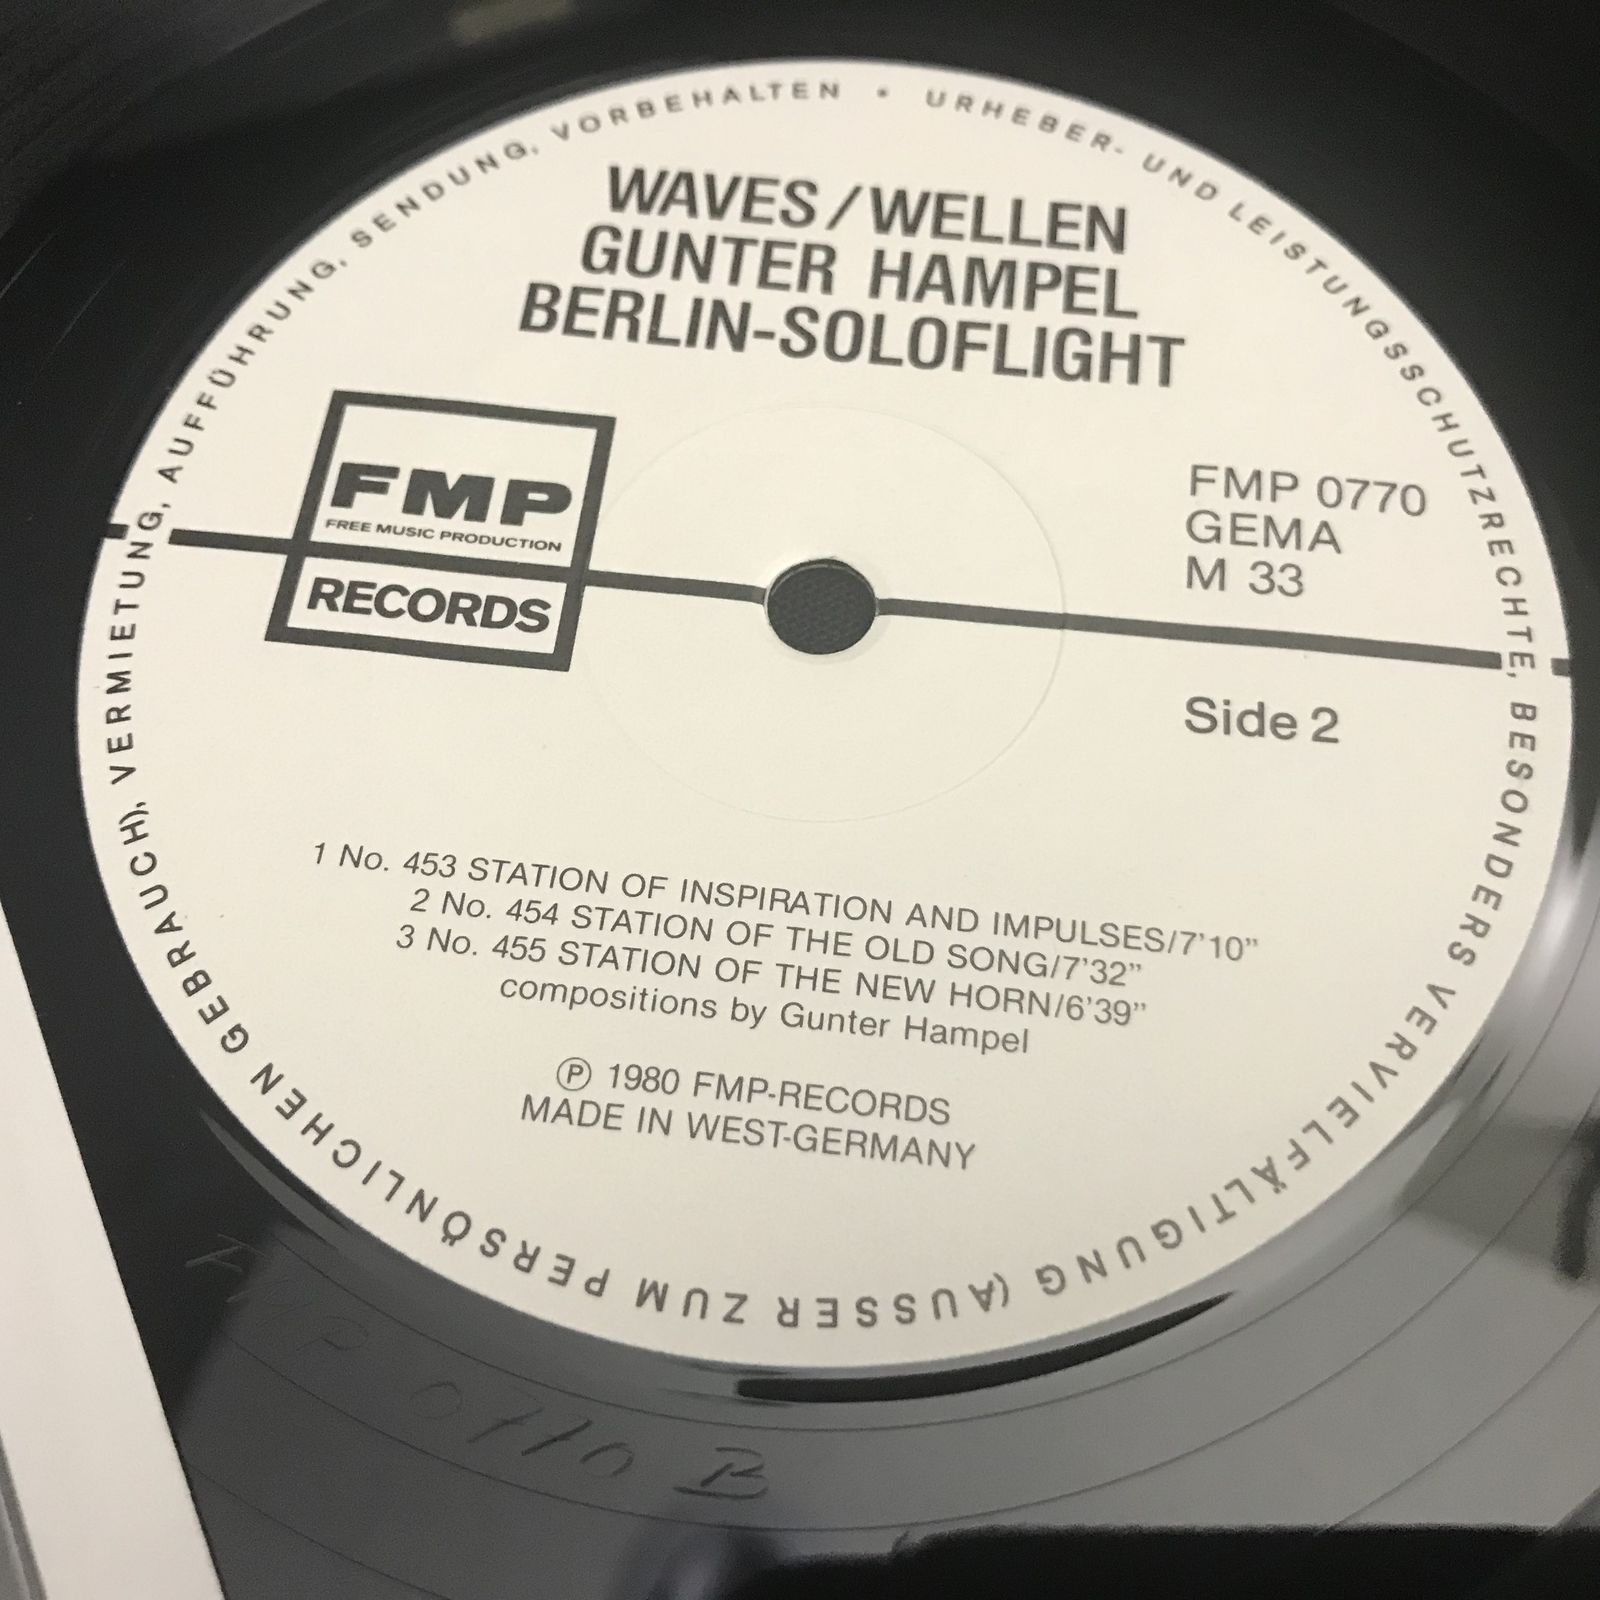 WAVES/WELLEN
GUNTER HAMPEL
BERLIN-SOLOFLIGHT
FMP
FREE MUSIC PRODUCTION
RECORDS
FMP 0770
GEMA
M 33
Side 2
1 No. 453 STATION OF INSPIRATION AND IMPULSES/7'10"
2 No. 454 STATION OF THE OLD SONG/7'32"
3 No. 455 STATION OF THE NEW HORN/6'39"
compositions by Gunter Hampel
Ⓟ 1980 FMP-RECORDS
MADE IN WEST-GERMANY
• URHEBER- UND LEISTUNGSSCHUTZRECHTE, BESONDERS VERVIELFÄLTIGUNG (AUSSER ZUM PERSÖNLICHEN GEBRAUCH), VERMIETUNG, AUFFÜHRUNG, SENDUNG, VORBEHALTEN
FMP 0770 B